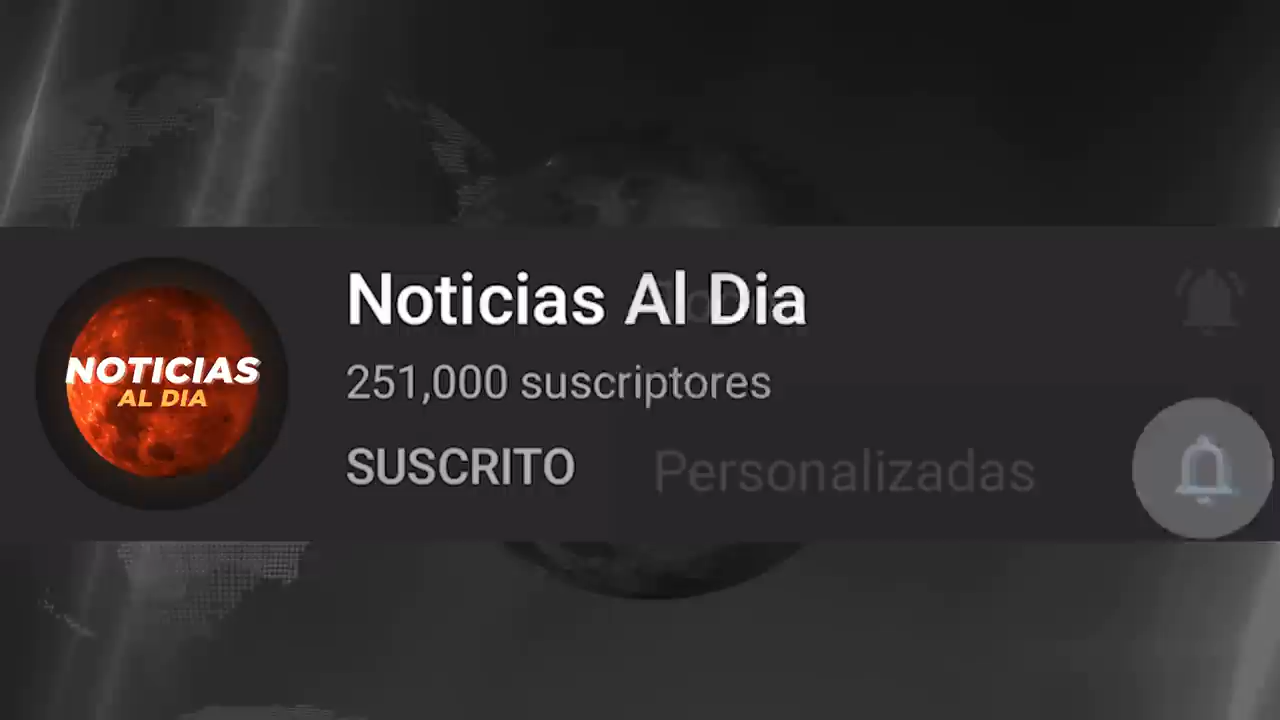 NOTICIAS
AL DIA
Noticias Al Dia
251,000 suscriptores
SUSCRITO
Personalizadas